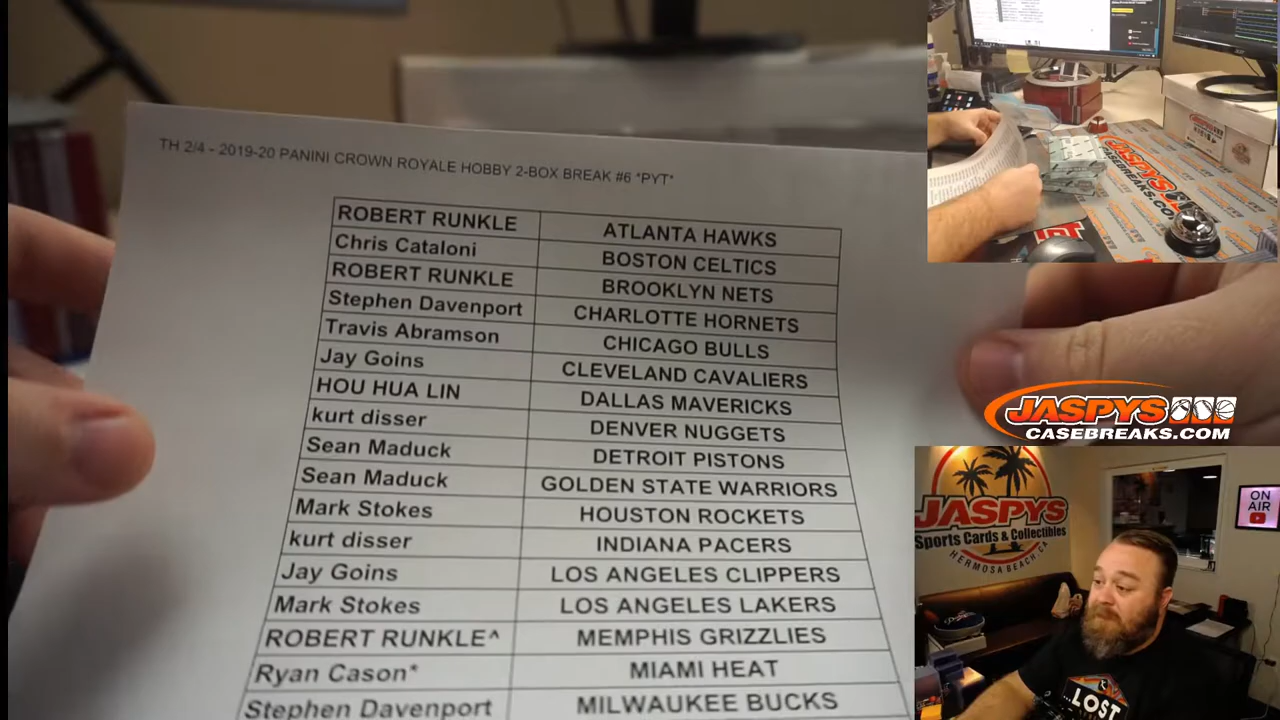 TH 2/4 - 2019-20 PANINI CROWN ROYALE HOBBY 2-BOX BREAK #6 *PYT*
ROBERT RUNKLE ATLANTA HAWKS
Chris Cataloni BOSTON CELTICS
ROBERT RUNKLE BROOKLYN NETS
Stephen Davenport CHARLOTTE HORNETS
Travis Abramson CHICAGO BULLS
Jay Goins CLEVELAND CAVALIERS
HOU HUA LIN DALLAS MAVERICKS
kurt disser DENVER NUGGETS
Sean Maduck DETROIT PISTONS
Sean Maduck GOLDEN STATE WARRIORS
Mark Stokes HOUSTON ROCKETS
kurt disser INDIANA PACERS
Jay Goins LOS ANGELES CLIPPERS
Mark Stokes LOS ANGELES LAKERS
ROBERT RUNKLE^ MEMPHIS GRIZZLIES
Ryan Cason* MIAMI HEAT
Stephen Davenport MILWAUKEE BUCKS
JASPYS
CASEBREAKS.CO
JASPYS
CASEBREAKS.COM
JASPYS
Sports Cards & Collectibles
HERMOSA BEACH, CA
ON
AIR
LOST